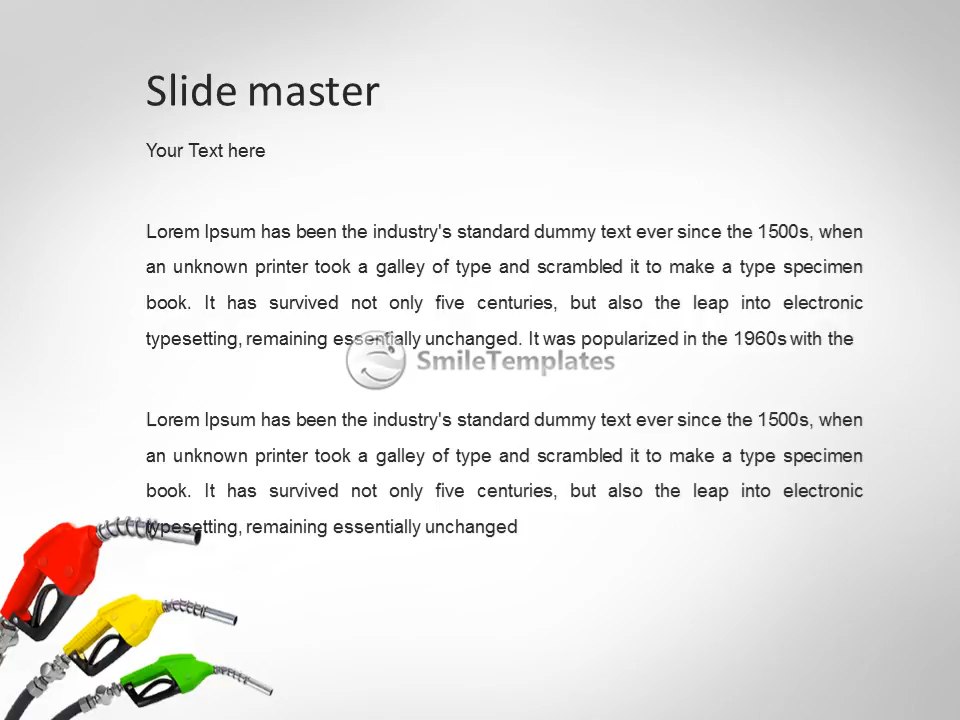 Slide master
Your Text here
Lorem Ipsum has been the industry's standard dummy text ever since the 1500s, when
an unknown printer took a galley of type and scrambled it to make a type specimen
book. It has survived not only five centuries, but also the leap into electronic
typesetting, remaining essentially unchanged. It was popularized in the 1960s with the
SmileTemplates
Lorem Ipsum has been the industry's standard dummy text ever since the 1500s, when
an unknown printer took a galley of type and scrambled it to make a type specimen
book. It has survived not only five centuries, but also the leap into electronic
typesetting, remaining essentially unchanged